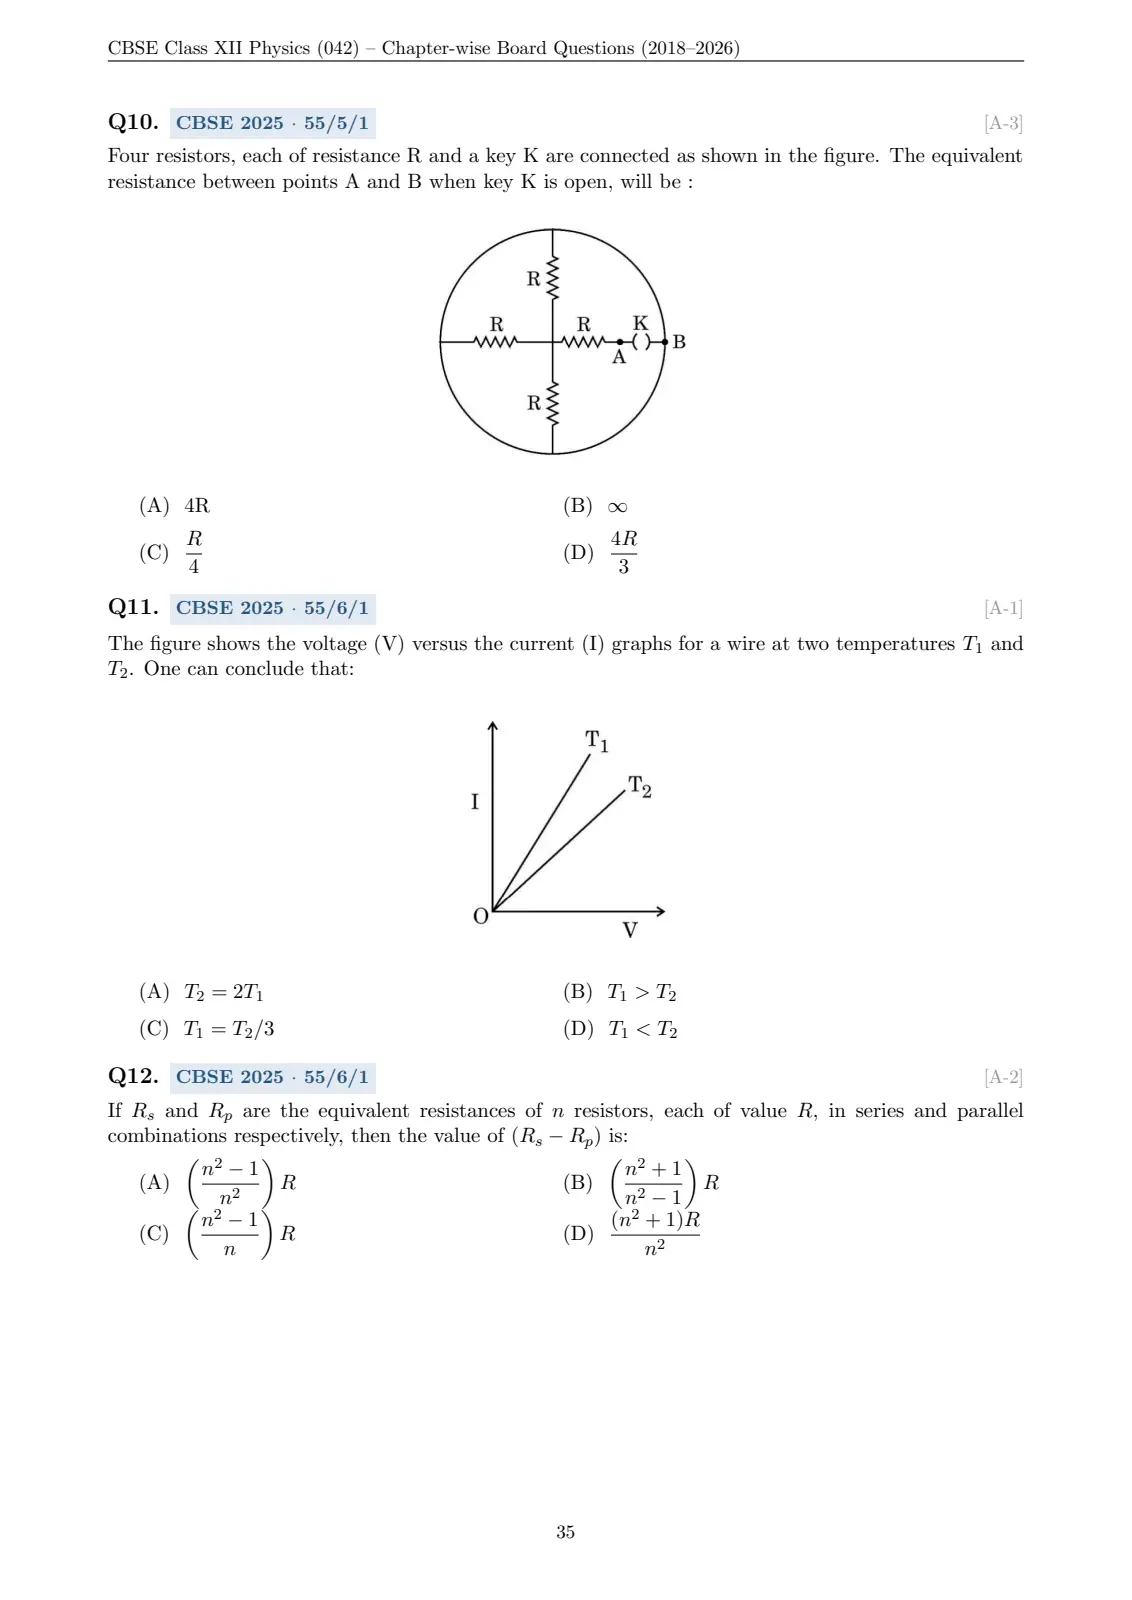 CBSE Class XII Physics (042) – Chapter-wise Board Questions (2018–2026)
Q10. CBSE 2025 · 55/5/1 [A-3]
Four resistors, each of resistance R and a key K are connected as shown in the figure. The equivalent
resistance between points A and B when key K is open, will be :
R
R R K
A B
R
(A) 4R (B) ∞
(C) R/4 (D) 4R/3
Q11. CBSE 2025 · 55/6/1 [A-1]
The figure shows the voltage (V) versus the current (I) graphs for a wire at two temperatures T₁ and
T₂. One can conclude that:
T₁
T₂
I
O
V
(A) T₂ = 2T₁ (B) T₁ > T₂
(C) T₁ = T₂/3 (D) T₁ < T₂
Q12. CBSE 2025 · 55/6/1 [A-2]
If Rₛ and Rₚ are the equivalent resistances of n resistors, each of value R, in series and parallel
combinations respectively, then the value of (Rₛ − Rₚ) is:
(A) ((n² − 1)/n²) R (B) ((n² + 1)/(n² − 1)) R
(C) ((n² − 1)/n) R (D) (n² + 1)R/n²
35